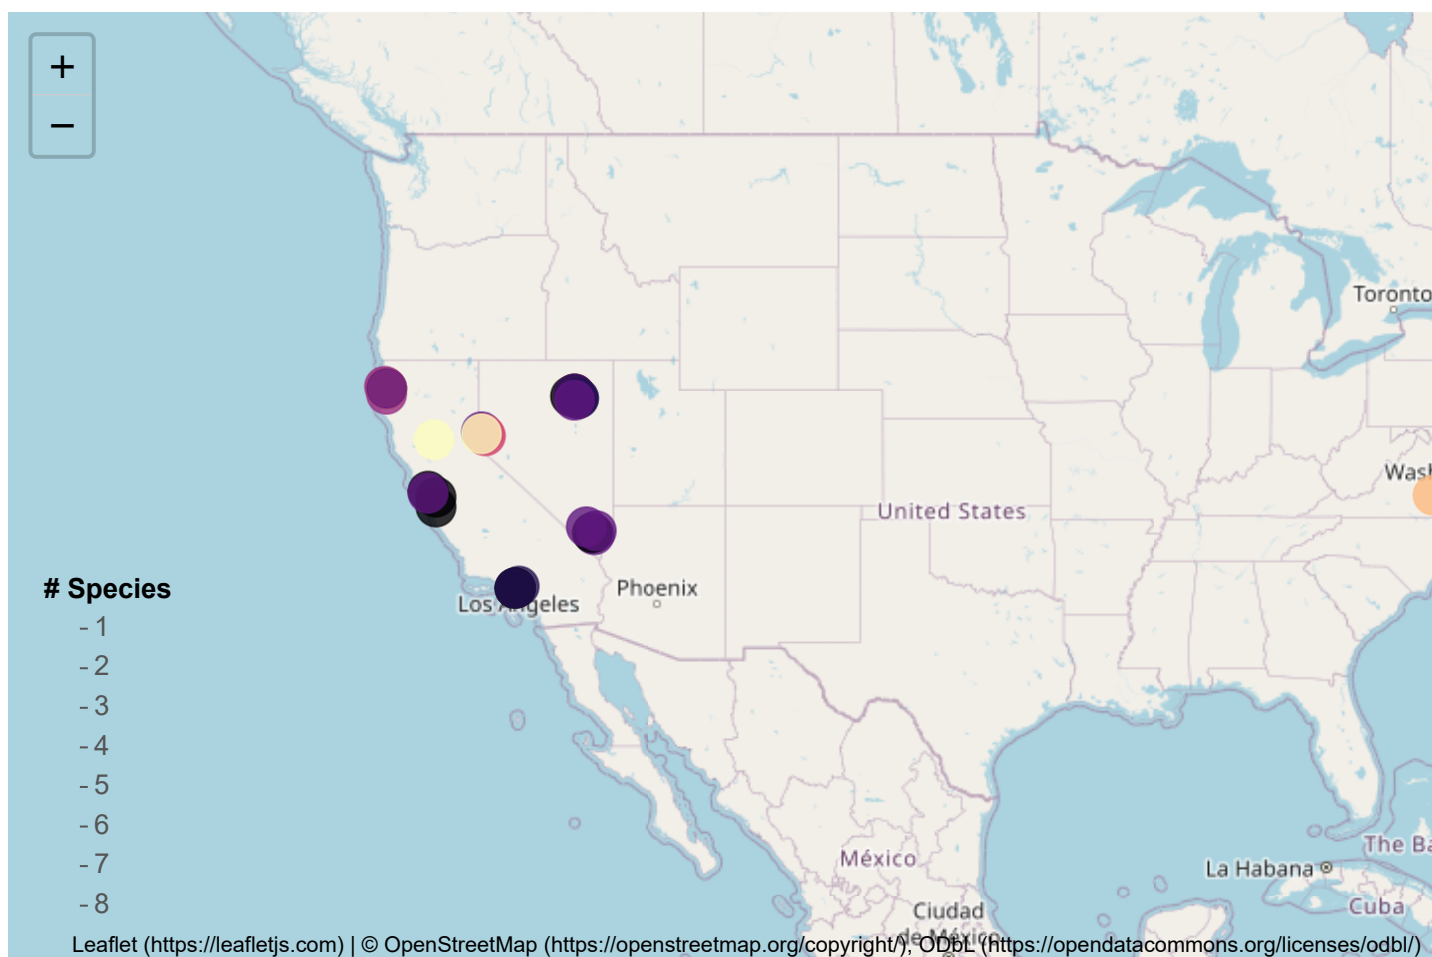 +
−
Toronto
Wash
United States
Phoenix
Los Angeles
# Species
- 1
- 2
- 3
- 4
- 5
- 6
- 7
- 8
The Ba
México
La Habana
Cuba
Ciudad
de México
Leaflet (https://leafletjs.com) | © OpenStreetMap (https://openstreetmap.org/copyright/), ODbL (https://opendatacommons.org/licenses/odbl/)